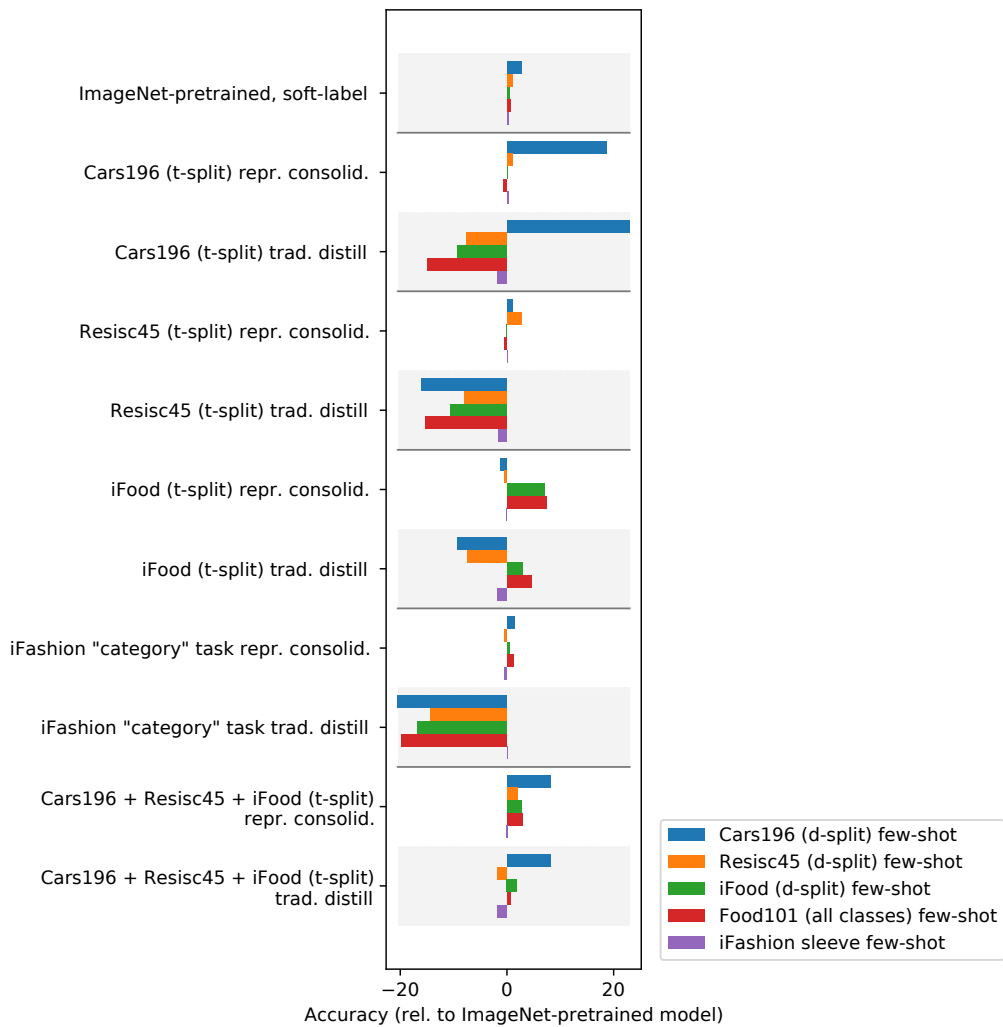 ImageNet-pretrained, soft-label
Cars196 (t-split) repr. consolid.
Cars196 (t-split) trad. distill
Resisc45 (t-split) repr. consolid.
Resisc45 (t-split) trad. distill
iFood (t-split) repr. consolid.
iFood (t-split) trad. distill
iFashion "category" task repr. consolid.
iFashion "category" task trad. distill
Cars196 + Resisc45 + iFood (t-split)
repr. consolid.
Cars196 + Resisc45 + iFood (t-split)
trad. distill
Cars196 (d-split) few-shot
Resisc45 (d-split) few-shot
iFood (d-split) few-shot
Food101 (all classes) few-shot
iFashion sleeve few-shot
−20 0 20
Accuracy (rel. to ImageNet-pretrained model)